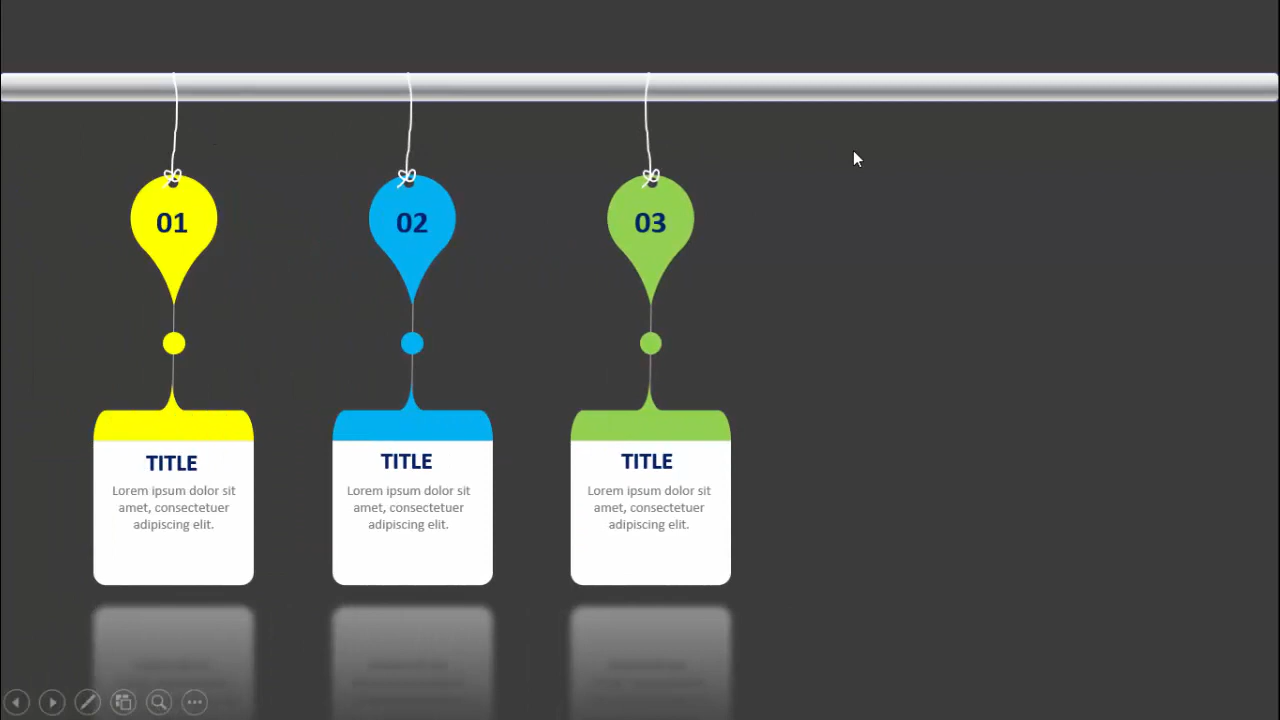 01
02
03
TITLE
Lorem ipsum dolor sit
amet, consectetuer
adipiscing elit.
TITLE
Lorem ipsum dolor sit
amet, consectetuer
adipiscing elit.
TITLE
Lorem ipsum dolor sit
amet, consectetuer
adipiscing elit.